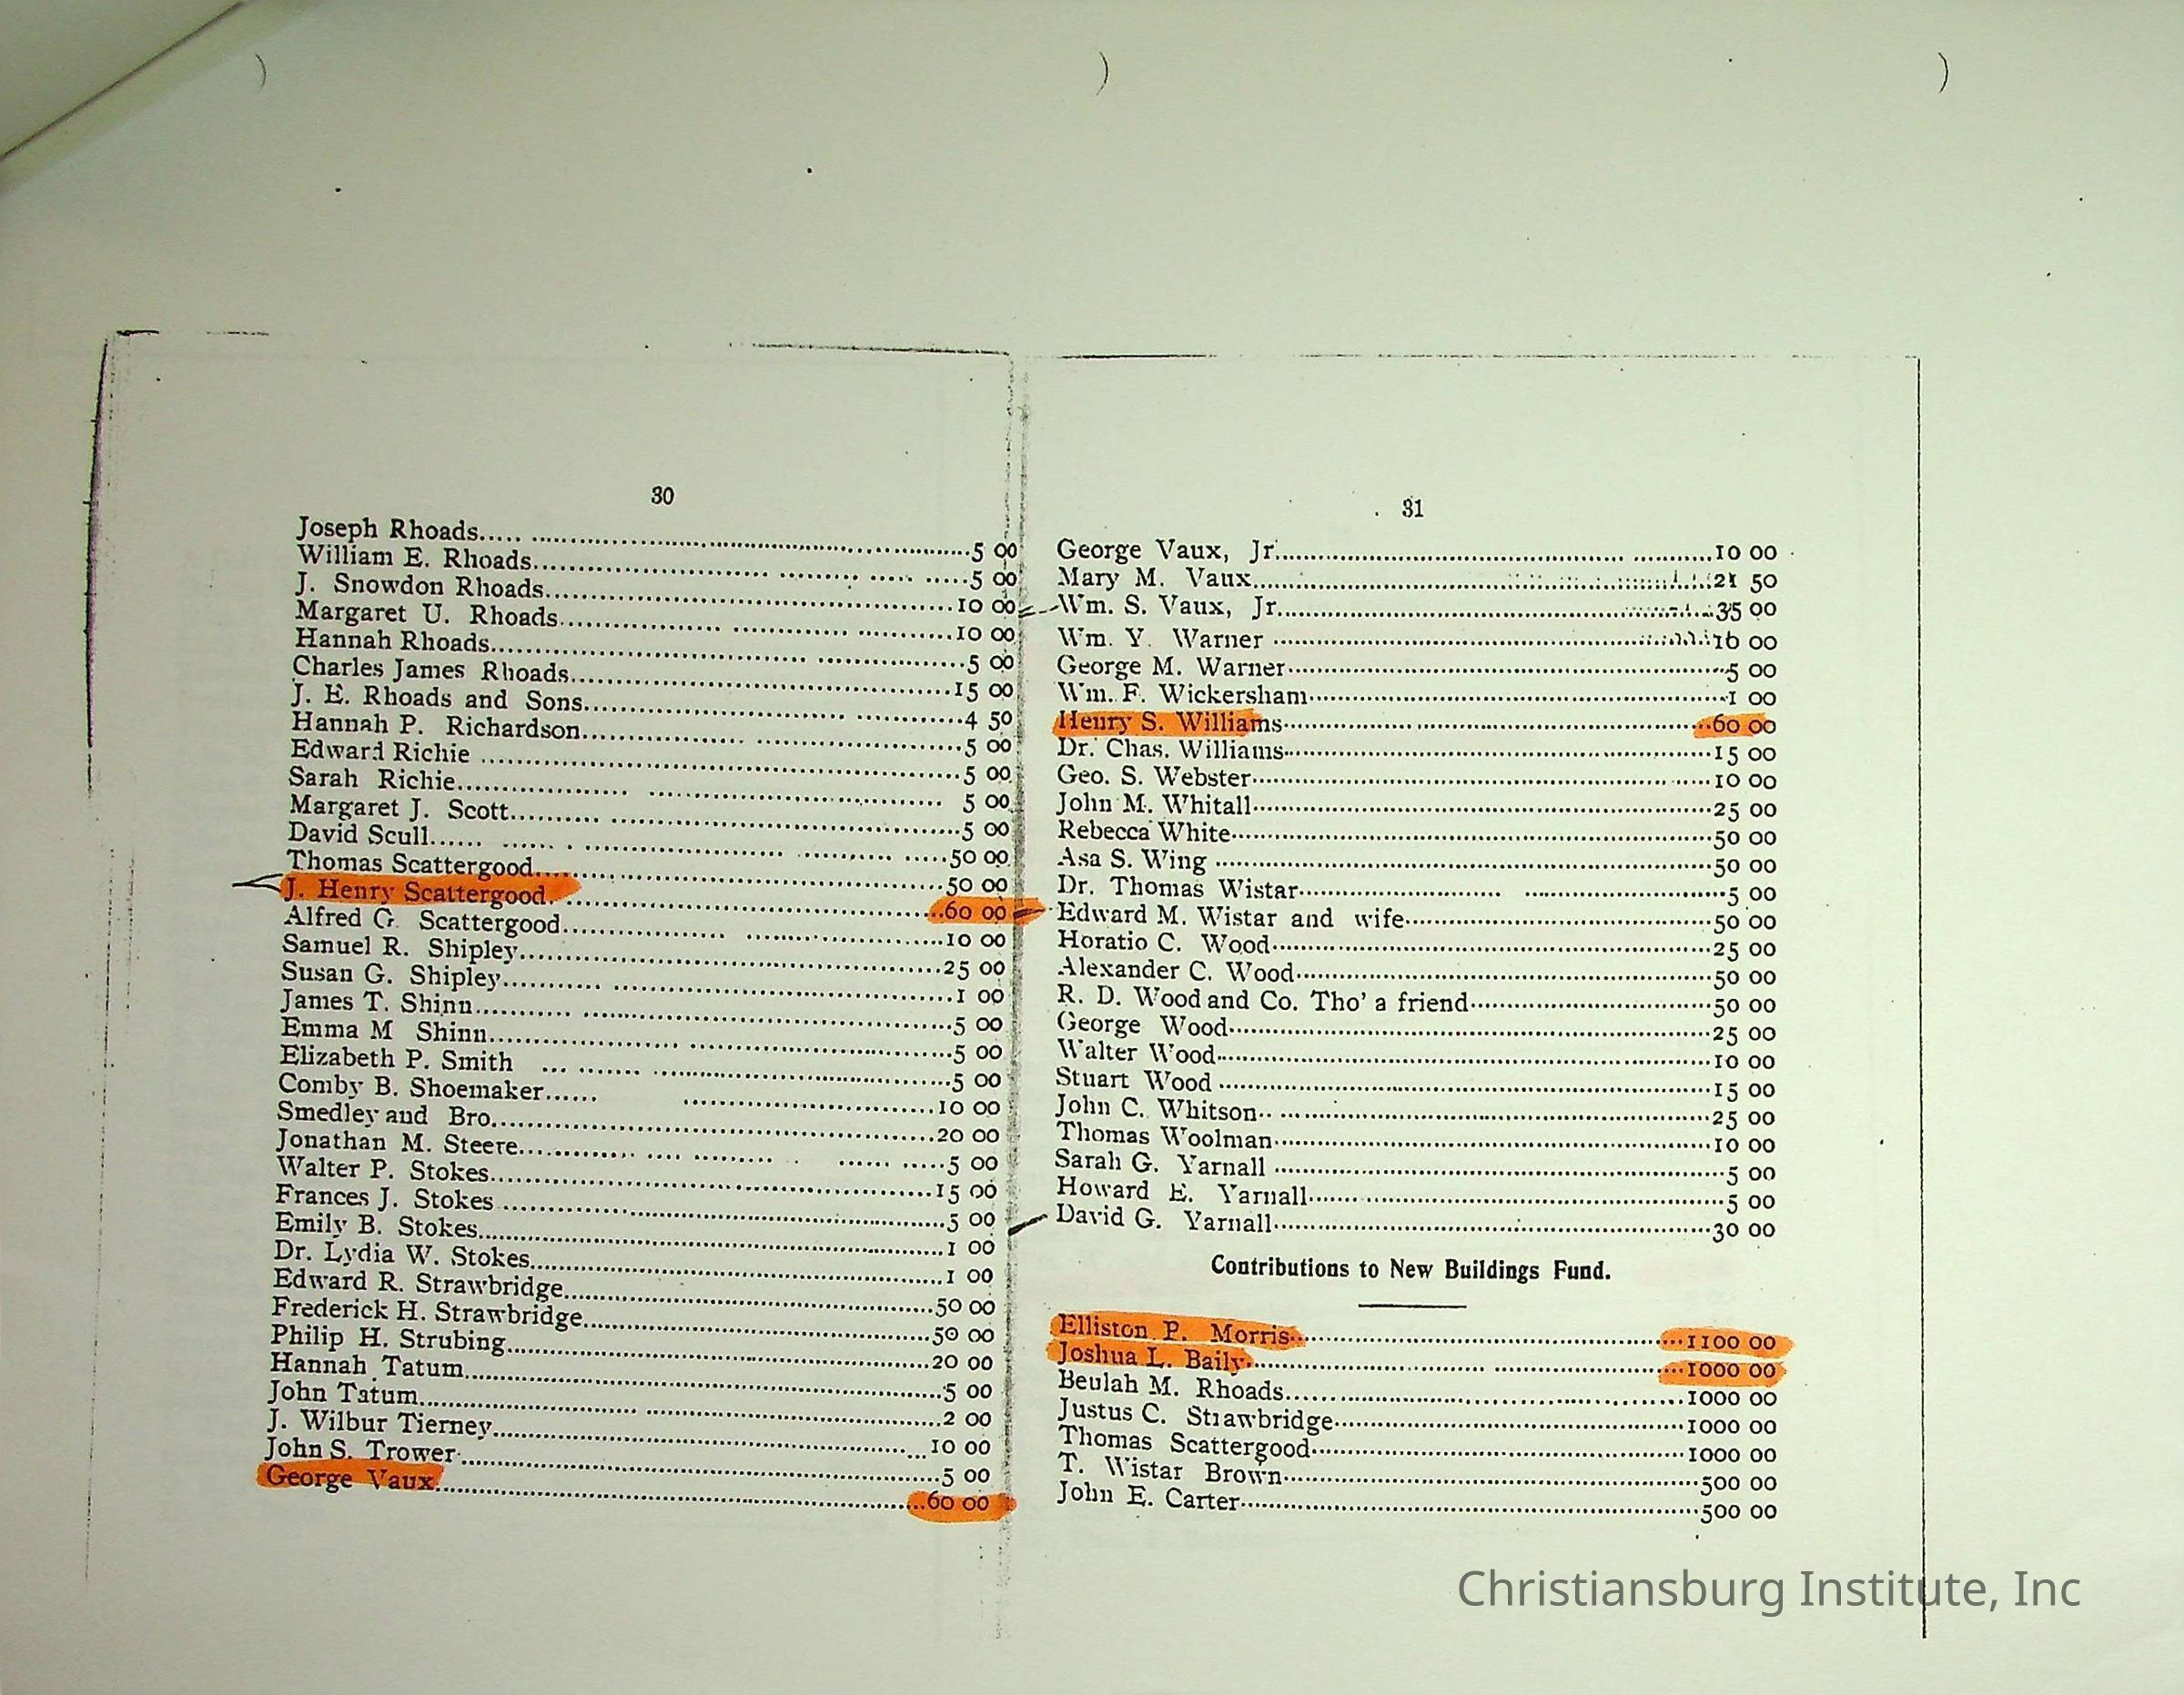 30
Joseph Rhoads..... ..........5 00
William E. Rhoads..........5 00
J. Snowdon Rhoads..........10 00
Margaret U. Rhoads..........10 00
Hannah Rhoads..........5 00
Charles James Rhoads..........15 00
J. E. Rhoads and Sons..........4 50
Hannah P. Richardson..........5 00
Edward Richie ..........5 00
Sarah Richie.......... 5 00
Margaret J. Scott..........5 00
David Scull..........50 00
Thomas Scattergood..........50 00
J. Henry Scattergood..........60 00
Alfred G. Scattergood..........10 00
Samuel R. Shipley..........25 00
Susan G. Shipley..........1 00
James T. Shinn..........5 00
Emma M Shinn..........5 00
Elizabeth P. Smith ..........5 00
Comby B. Shoemaker..........10 00
Smedley and Bro..........20 00
Jonathan M. Steere..........5 00
Walter P. Stokes..........15 00
Frances J. Stokes ..........5 00
Emily B. Stokes..........1 00
Dr. Lydia W. Stokes..........1 00
Edward R. Strawbridge..........50 00
Frederick H. Strawbridge..........50 00
Philip H. Strubing..........20 00
Hannah Tatum..........5 00
John Tatum..........2 00
J. Wilbur Tierney..........10 00
John S. Trower..........5 00
George Vaux..........60 00
31
George Vaux, Jr..........10 00
Mary M. Vaux..........21 50
Wm. S. Vaux, Jr..........35 00
Wm. Y. Warner ..........16 00
George M. Warner..........5 00
Wm. F. Wickersham..........1 00
Henry S. Williams..........60 00
Dr. Chas. Williams..........15 00
Geo. S. Webster..........10 00
John M. Whitall..........25 00
Rebecca White..........50 00
Asa S. Wing ..........50 00
Dr. Thomas Wistar..........5 00
Edward M. Wistar and wife..........50 00
Horatio C. Wood..........25 00
Alexander C. Wood..........50 00
R. D. Wood and Co. Tho' a friend..........50 00
George Wood..........25 00
Walter Wood..........10 00
Stuart Wood ..........15 00
John C. Whitson..........25 00
Thomas Woolman..........10 00
Sarah G. Yarnall ..........5 00
Howard E. Yarnall..........5 00
David G. Yarnall..........30 00
Contributions to New Buildings Fund.
Elliston P. Morris..........1100 00
Joshua L. Baily..........1000 00
Beulah M. Rhoads..........1000 00
Justus C. Strawbridge..........1000 00
Thomas Scattergood..........1000 00
T. Wistar Brown..........500 00
John E. Carter..........500 00
Christiansburg Institute, Inc